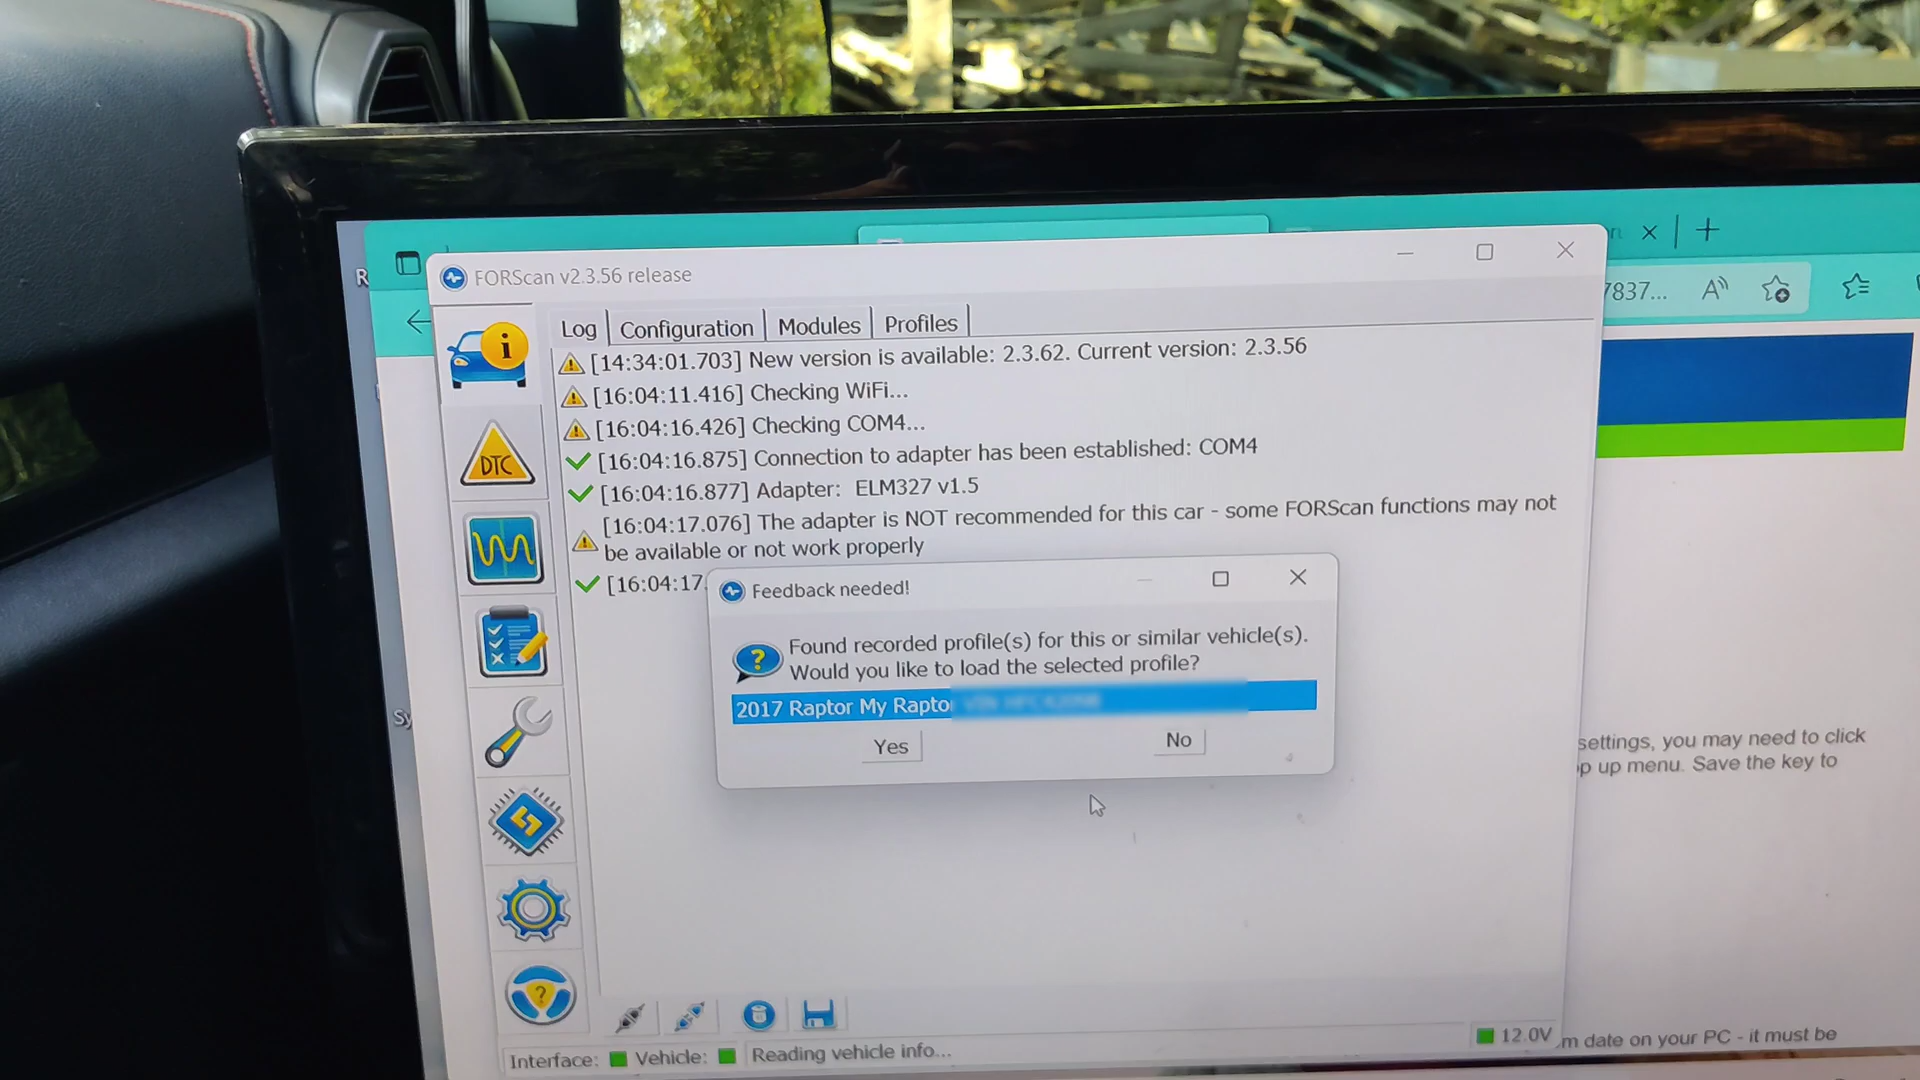 FORScan v2.3.56 release
7837...
Log
Configuration
Modules
Profiles
[14:34:01.703] New version is available: 2.3.62. Current version: 2.3.56
[16:04:11.416] Checking WiFi...
[16:04:16.426] Checking COM4...
[16:04:16.875] Connection to adapter has been established: COM4
[16:04:16.877] Adapter: ELM327 v1.5
[16:04:17.076] The adapter is NOT recommended for this car - some FORScan functions may not
be available or not work properly
[16:04:17.
DTC
Feedback needed!
Found recorded profile(s) for this or similar vehicle(s).
Would you like to load the selected profile?
2017 Raptor My Rapto
Yes
No
settings, you may need to click
p up menu. Save the key to
12.0V
m date on your PC - it must be
Interface:
Vehicle:
Reading vehicle info...